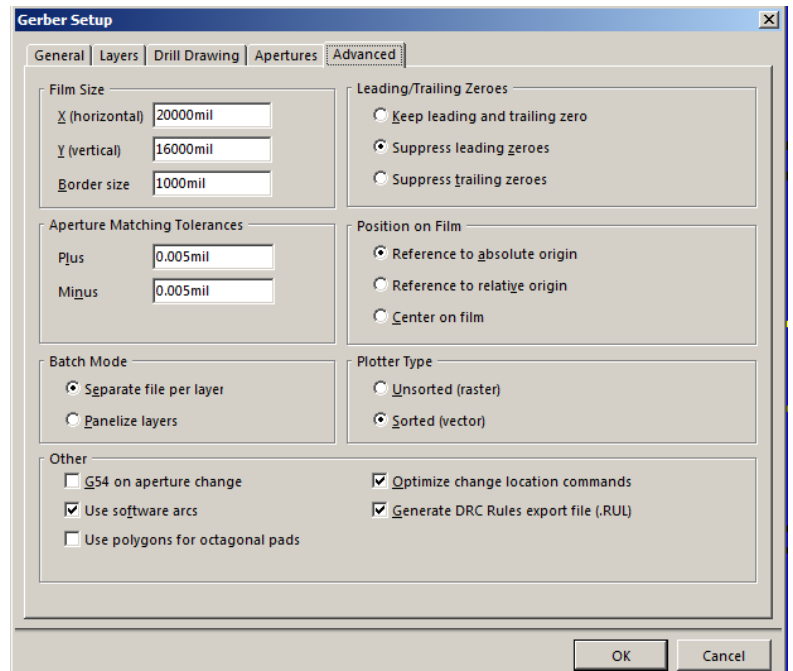 Gerber Setup
General Layers Drill Drawing Apertures Advanced
Film Size
X (horizontal) 20000mil
Y (vertical) 16000mil
Border size 1000mil
Leading/Trailing Zeroes
Keep leading and trailing zero
Suppress leading zeroes
Suppress trailing zeroes
Aperture Matching Tolerances
Plus 0.005mil
Minus 0.005mil
Position on Film
Reference to absolute origin
Reference to relative origin
Center on film
Batch Mode
Separate file per layer
Panelize layers
Plotter Type
Unsorted (raster)
Sorted (vector)
Other
G54 on aperture change
Use software arcs
Use polygons for octagonal pads
Optimize change location commands
Generate DRC Rules export file (.RUL)
OK Cancel